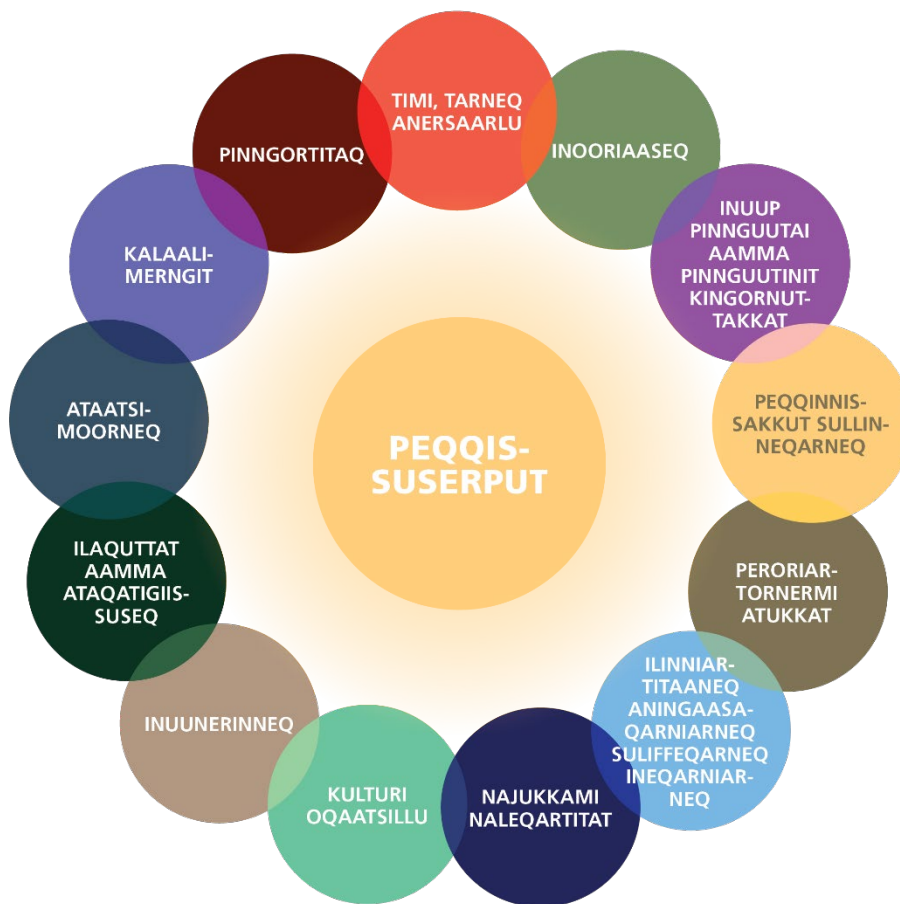 TIMI, TARNEQ
ANERSAARLU
INOORIAASEQ
INUUP
PINNGUUTAI
AAMMA
PINNGUUTINIT
KINGORNUT-
TAKKAT
PEQQINNIS-
SAKKUT SULLIN-
NEQARNEQ
PERORIAR-
TORNERMI
ATUKKAT
ILINNIAR-
TITAANEQ
ANINGAASA-
QARNIARNEQ
SULIFFEQARNEQ
INEQARNIAR-
NEQ
NAJUKKAMI
NALEQARTITAT
KULTURI
OQAATSILLU
INUUNERINNEQ
ILAQUTTAT
AAMMA
ATAQATIGIIS-
SUSEQ
ATAATSI-
MOORNEQ
KALAALI-
MERNGIT
PINNGORTITAQ
PEQQIS-
SUSERPUT